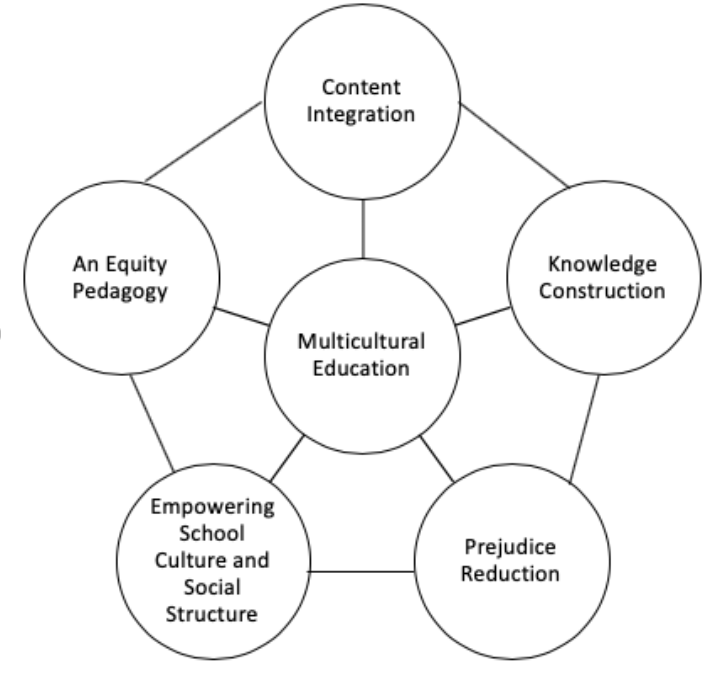 Content
Integration
An Equity
Pedagogy
Knowledge
Construction
Multicultural
Education
Empowering
School
Culture and
Social
Structure
Prejudice
Reduction